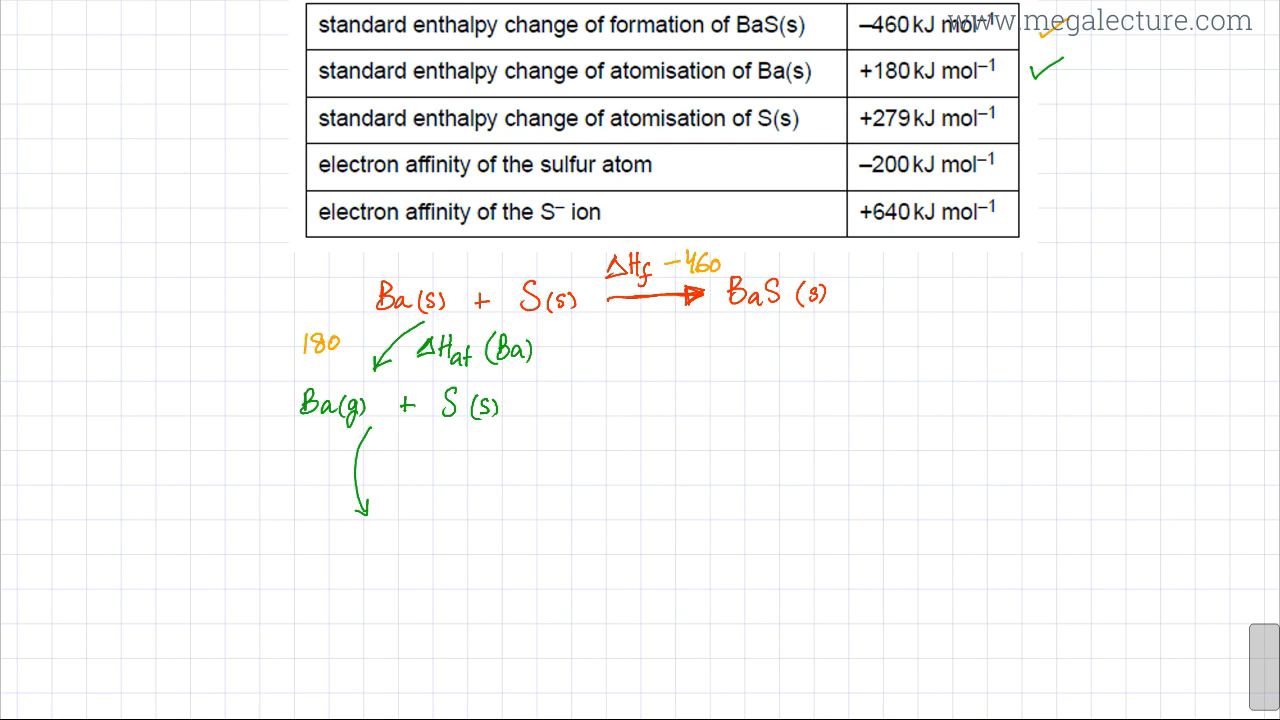 www.megalecture.com
standard enthalpy change of formation of BaS(s) –460 kJ mol⁻¹
standard enthalpy change of atomisation of Ba(s) +180 kJ mol⁻¹
standard enthalpy change of atomisation of S(s) +279 kJ mol⁻¹
electron affinity of the sulfur atom –200 kJ mol⁻¹
electron affinity of the S⁻ ion +640 kJ mol⁻¹
ΔHf –460
Ba(s) + S(s) → BaS (s)
180 ΔHat (Ba)
Ba(g) + S (s)